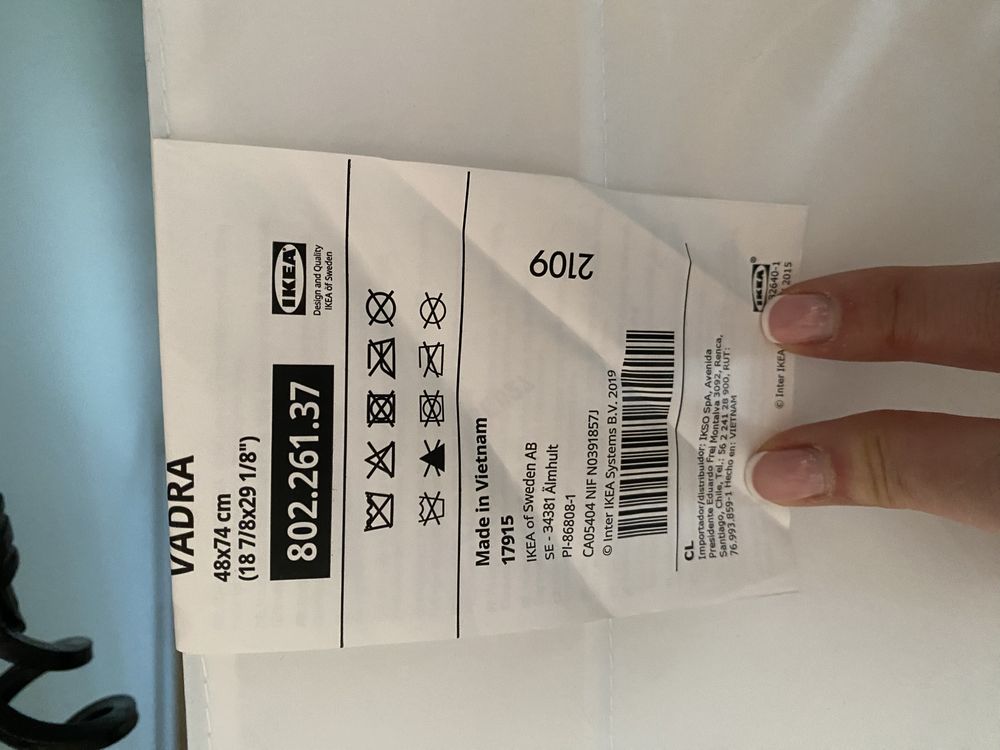 VÄDRA
48x74 cm
(18 7/8x29 1/8")
802.261.37
IKEA
Design and Quality
IKEA of Sweden
Made in Vietnam
17915
IKEA of Sweden AB
SE - 34381 Älmhult
PI-86808-1
CA05404 NIF N0391857J
© Inter IKEA Systems B.V. 2019
2109
CL
Importador/distribuidor: IKSO SpA, Avenida
Presidente Eduardo Frei Montalva 3092, Renca,
Santiago, Chile, Tel.: 56 2 241 28 900, RUT:
76.993.859-1 Hecho en: VIETNAM
IKEA®
32640-1
© Inter IKEA 2015